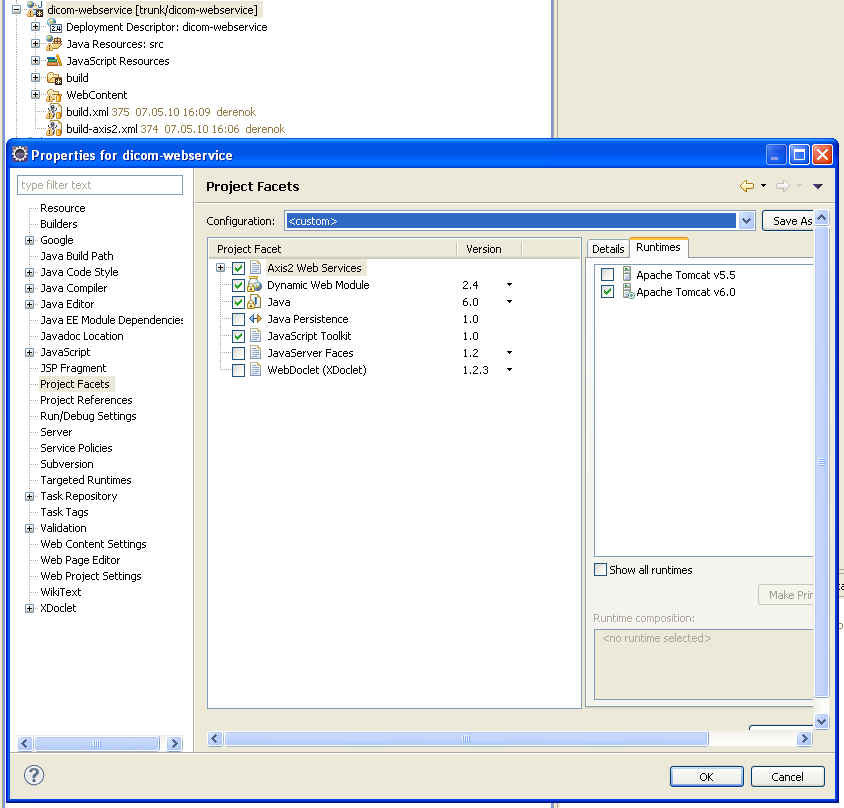 dicom-webservice [trunk/dicom-webservice]
Deployment Descriptor: dicom-webservice
Java Resources: src
JavaScript Resources
build
WebContent
build.xml 375 07.05.10 16:09 derenok
build-axis2.xml 374 07.05.10 16:06 derenok
Properties for dicom-webservice
type filter text
Resource
Builders
Google
Java Build Path
Java Code Style
Java Compiler
Java Editor
Java EE Module Dependencies
Javadoc Location
JavaScript
JSP Fragment
Project Facets
Project References
Run/Debug Settings
Server
Service Policies
Subversion
Targeted Runtimes
Task Repository
Task Tags
Validation
Web Content Settings
Web Page Editor
Web Project Settings
WikiText
XDoclet
Project Facets
Configuration: <custom> Save As
Project Facet Version
Axis2 Web Services
Dynamic Web Module 2.4
Java 6.0
Java Persistence 1.0
JavaScript Toolkit 1.0
JavaServer Faces 1.2
WebDoclet (XDoclet) 1.2.3
Details Runtimes
Apache Tomcat v5.5
Apache Tomcat v6.0
Show all runtimes
Make Prin
Runtime composition:
<no runtime selected>
OK Cancel